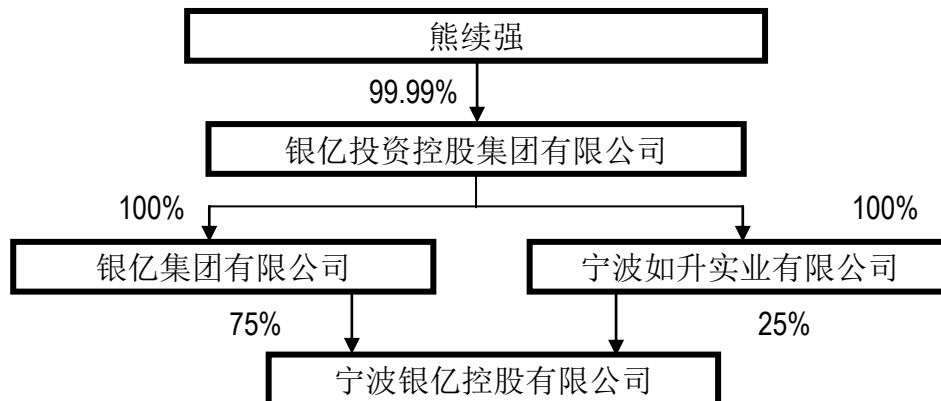 熊续强
99.99%
银亿投资控股集团有限公司
100%
100%
银亿集团有限公司
宁波如升实业有限公司
75%
25%
宁波银亿控股有限公司